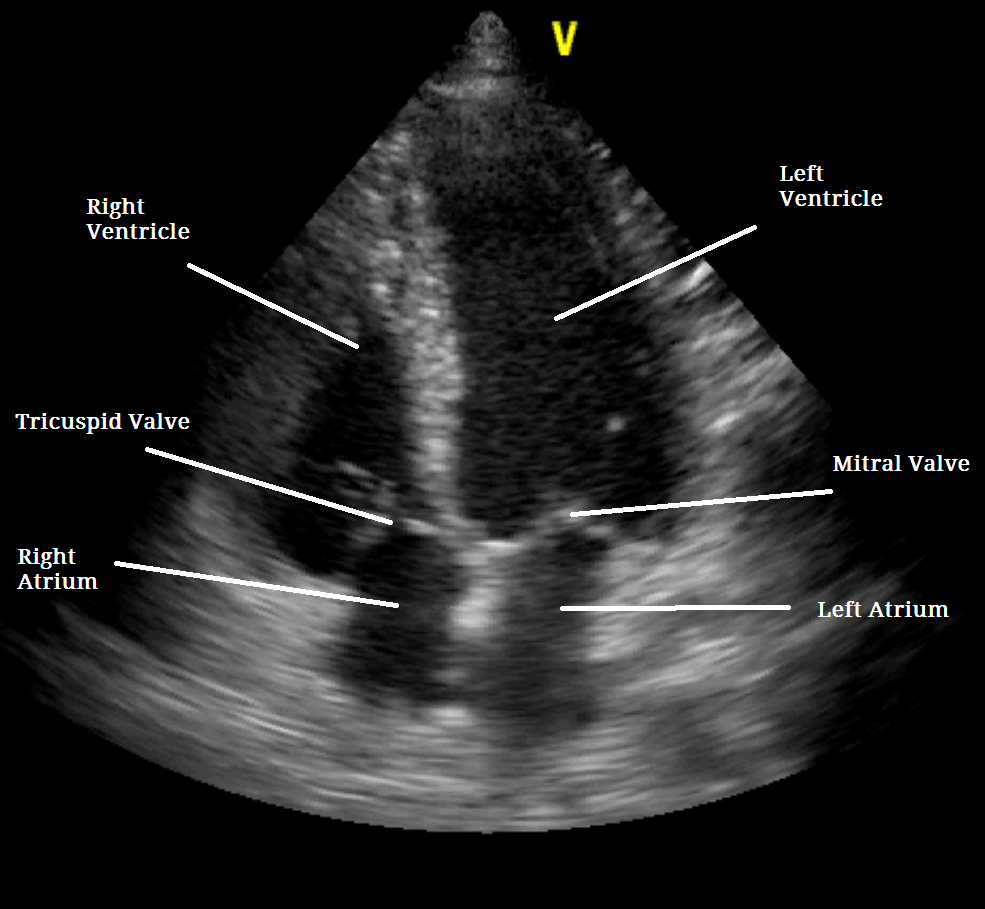 V
Left
Ventricle
Right
Ventricle
Tricuspid Valve
Mitral Valve
Right
Atrium
Left Atrium